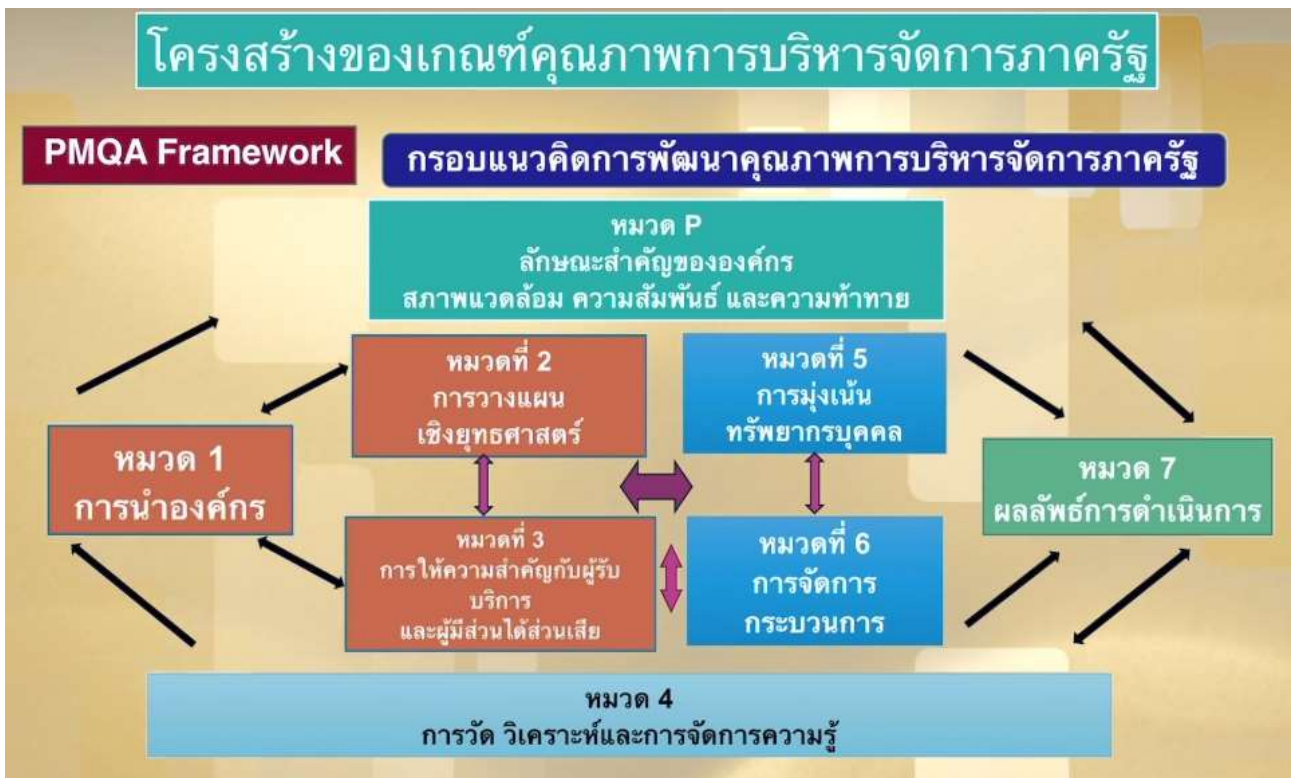 โครงสร้างของเกณฑ์คุณภาพการบริหารจัดการภาครัฐ
PMQA Framework
กรอบแนวคิดการพัฒนาคุณภาพการบริหารจัดการภาครัฐ
หมวด P
ลักษณะสำคัญขององค์กร
สภาพแวดล้อม ความสัมพันธ์ และความท้าทาย
หมวดที่ 2
การวางแผน
เชิงยุทธศาสตร์
หมวดที่ 5
การมุ่งเน้น
ทรัพยากรบุคคล
หมวด 1
การนำองค์กร
หมวด 7
ผลลัพธ์การดำเนินการ
หมวดที่ 3
การให้ความสำคัญกับผู้รับ
บริการ
และผู้มีส่วนได้ส่วนเสีย
หมวดที่ 6
การจัดการ
กระบวนการ
หมวด 4
การวัด วิเคราะห์และการจัดการความรู้